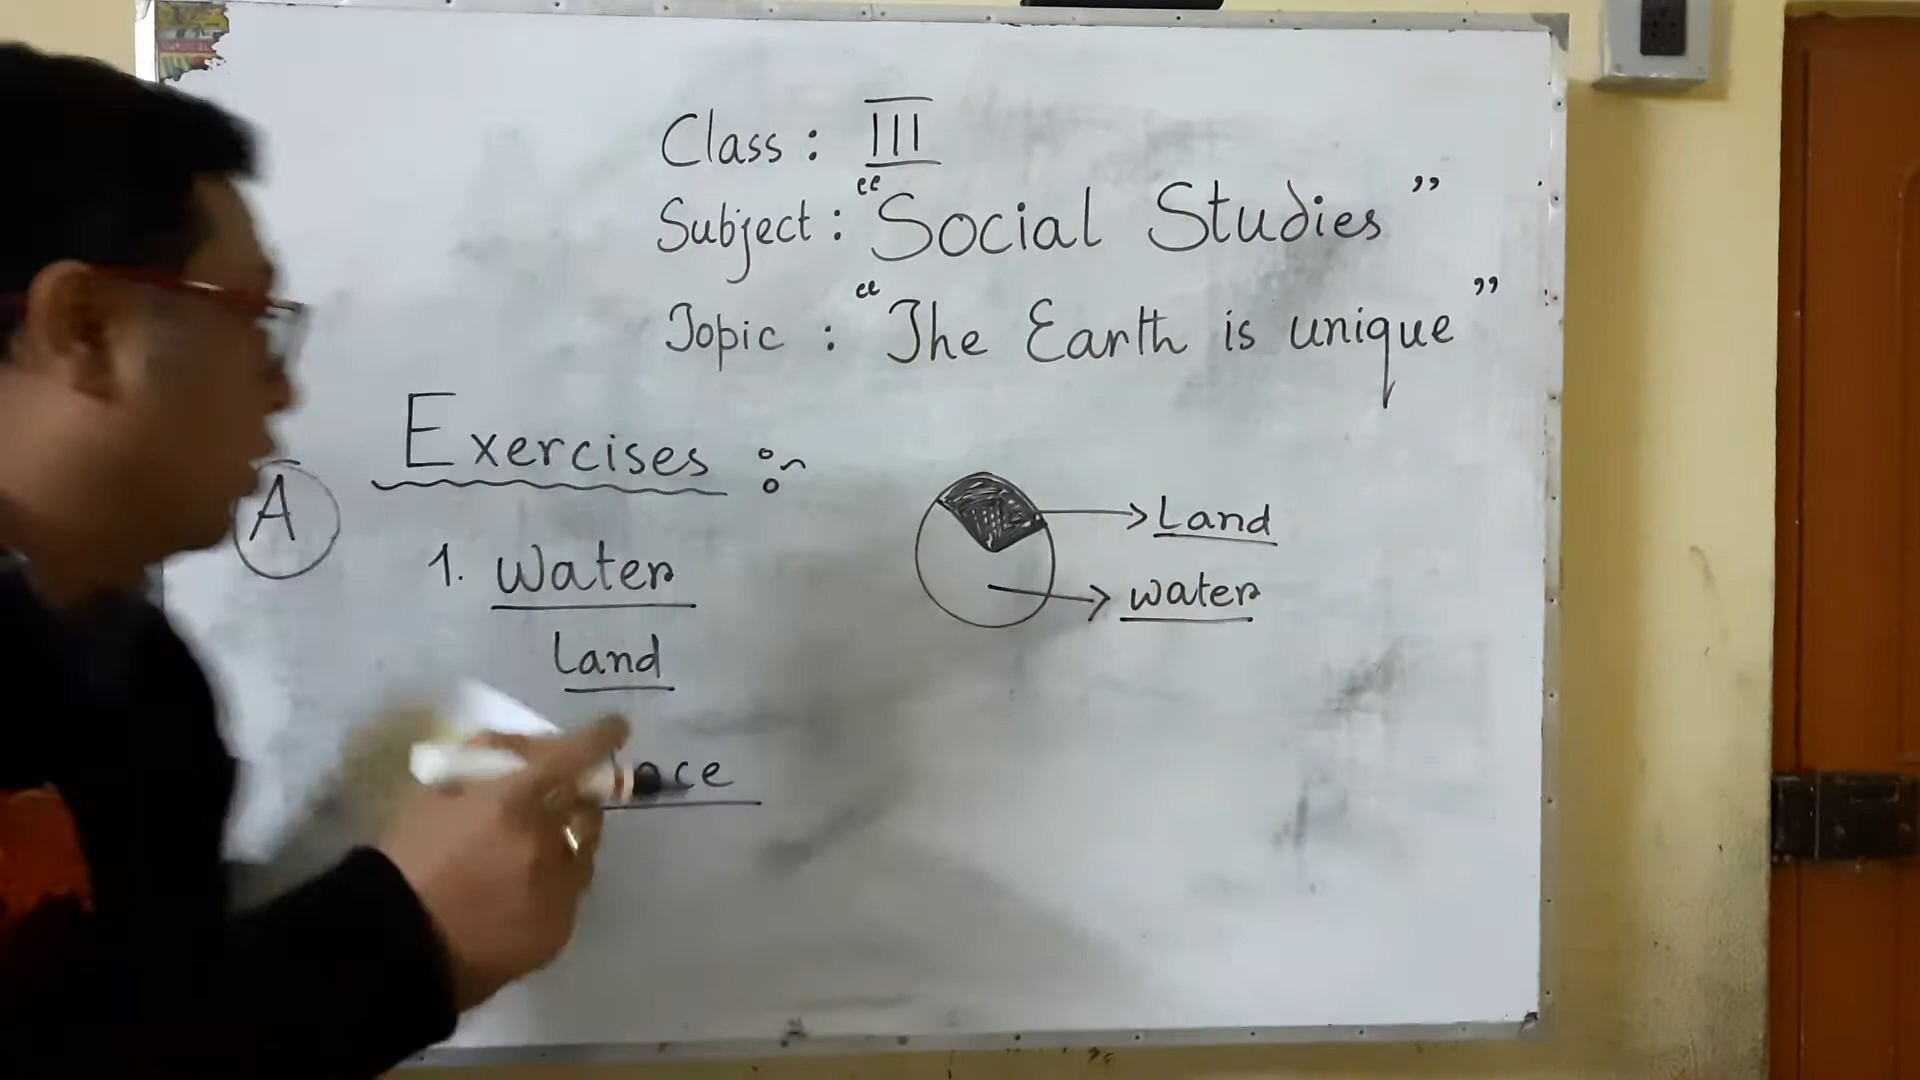 Class : III
Subject : "Social Studies"
Topic : "The Earth is unique"
Exercises :~
A
1. Water
Land
Land
water